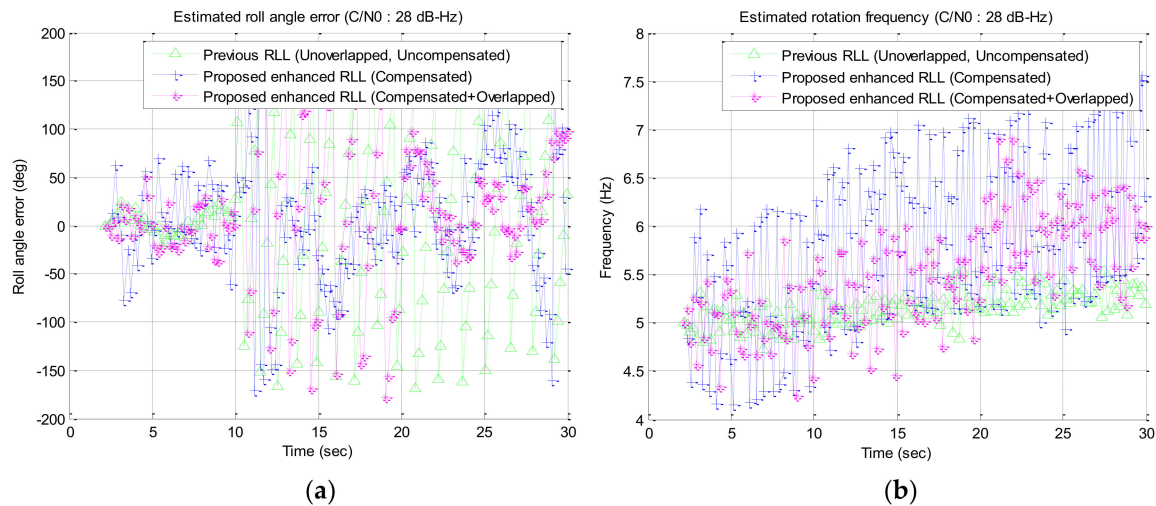 Estimated roll angle error (C/N0 : 28 dB-Hz)
200
150
100
50
0
-50
-100
-150
-200
Roll angle error (deg)
Previous RLL (Unoverlapped, Uncompensated)
Proposed enhanced RLL (Compensated)
Proposed enhanced RLL (Compensated+Overlapped)
0 5 10 15 20 25 30
Time (sec)
(a)
Estimated rotation frequency (C/N0 : 28 dB-Hz)
8
7.5
7
6.5
6
5.5
5
4.5
4
Frequency (Hz)
Previous RLL (Unoverlapped, Uncompensated)
Proposed enhanced RLL (Compensated)
Proposed enhanced RLL (Compensated+Overlapped)
0 5 10 15 20 25 30
Time (sec)
(b)